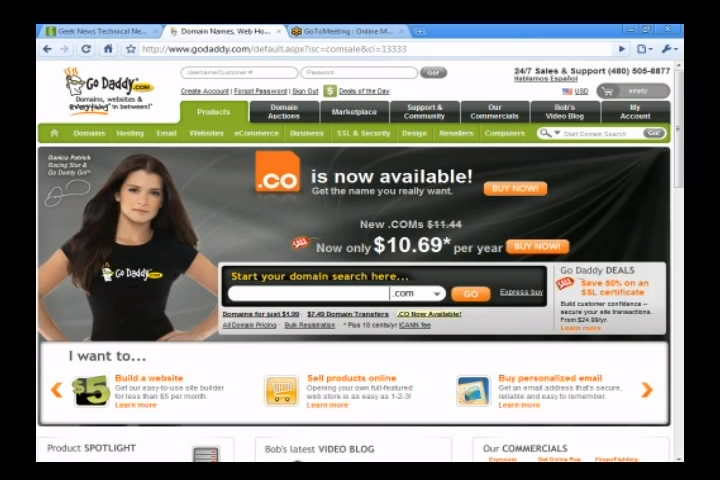 Geek News Technical Ne...
Domain Names, Web Ho...
GoToMeeting : Online M...
http://www.godaddy.com/default.aspx?isc=comsale&ci=13333
Go Daddy.COM
Domains, websites &
everything in between!
Username/Customer #
Password
Go!
24/7 Sales & Support (480) 505-8877
Hablamos Español
Create Account | Forgot Password | Sign Out
$ Deals of the Day
USD
empty
Products
Domain Auctions
Marketplace
Support & Community
Our Commercials
Bob's Video Blog
My Account
Domains Hosting Email Websites eCommerce Business SSL & Security Design Resellers Computers
Start Domain Search
Go!
Danica Patrick
Racing Star &
Go Daddy Girl
Go Daddy.COM
.co is now available!
Get the name you really want.
BUY NOW!
New .COMs $11.44
SALE Now only $10.69* per year BUY NOW!
Start your domain search here...
.com
GO
Express buy
Domains for just $1.99 $7.49 Domain Transfers .CO Now Available!
All Domain Pricing Bulk Registration * Plus 18 cents/yr ICANN fee
Go Daddy DEALS
SALE
Save 50% on an
SSL certificate
Build customer confidence –
secure your site transactions.
From $24.99/yr.
Learn more
I want to...
$5
Build a website
Get our easy-to-use site builder
for less than $5 per month.
Learn more
Sell products online
Opening your own full-featured
web store is as easy as 1-2-3!
Learn more
Buy personalized email
Get an email address that's secure,
reliable and easy to remember.
Learn more
Product SPOTLIGHT
Bob's latest VIDEO BLOG
Our COMMERCIALS